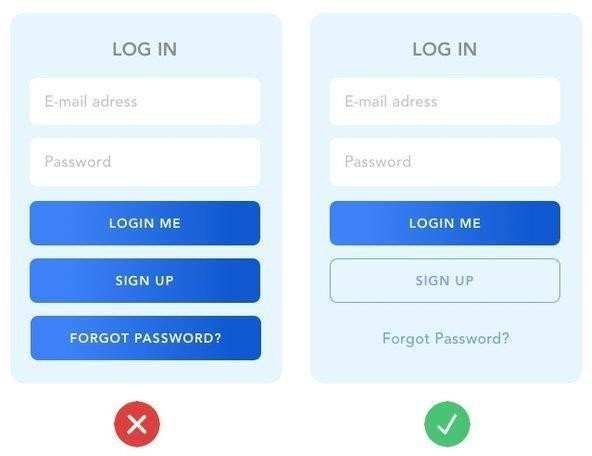 LOG IN
E-mail adress
Password
LOGIN ME
SIGN UP
FORGOT PASSWORD?
LOG IN
E-mail adress
Password
LOGIN ME
SIGN UP
Forgot Password?